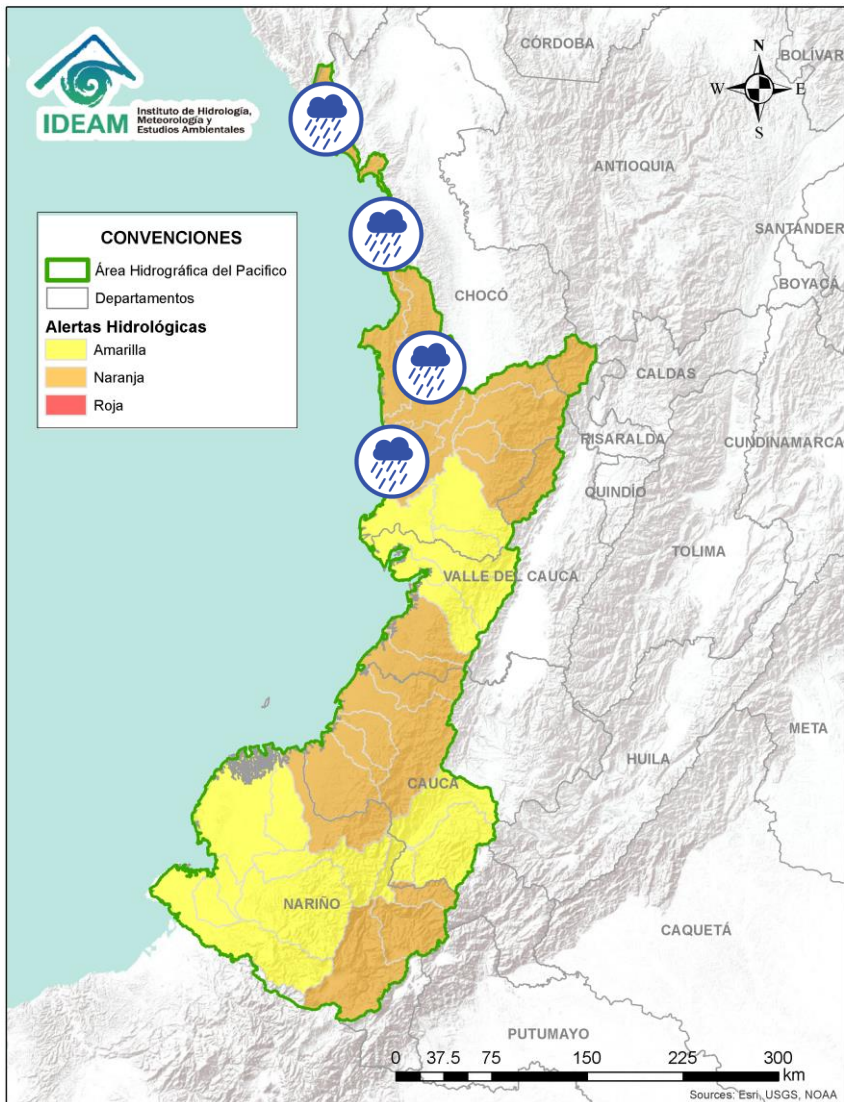 IDEAM
Instituto de Hidrología,
Meteorología y
Estudios Ambientales
N
W
E
S
CÓRDOBA
BOLÍVAR
ANTIOQUIA
SANTANDER
BOYACÁ
CHOCÓ
CALDAS
RISARALDA
CUNDINAMARCA
QUINDÍO
TOLIMA
VALLE DEL CAUCA
META
HUILA
CAUCA
NARIÑO
CAQUETÁ
PUTUMAYO
CONVENCIONES
Área Hidrográfica del Pacifico
Departamentos
Alertas Hidrológicas
Amarilla
Naranja
Roja
0 37.5 75 150 225 300
km
Sources: Esri, USGS, NOAA